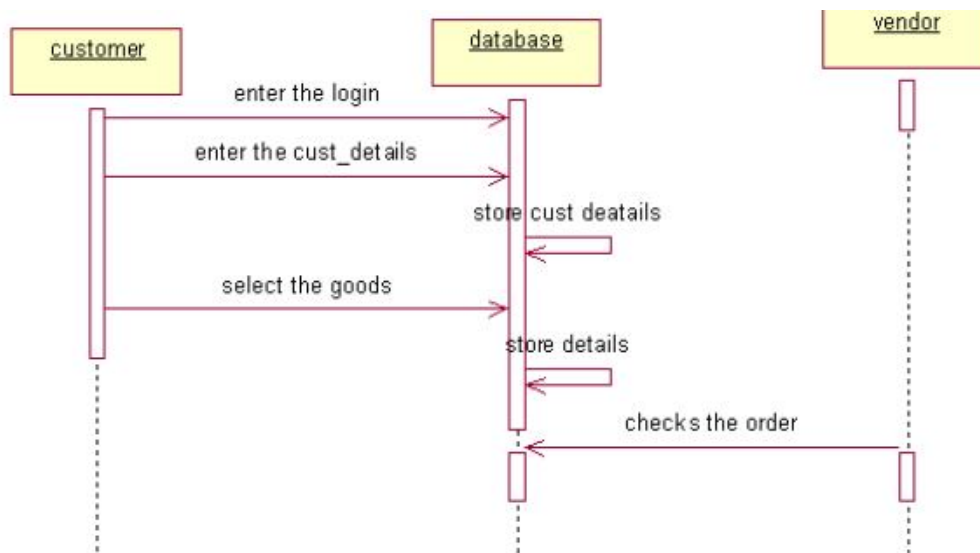 customer
database
vendor
enter the login
enter the cust_details
store cust deatails
select the goods
store details
checks the order